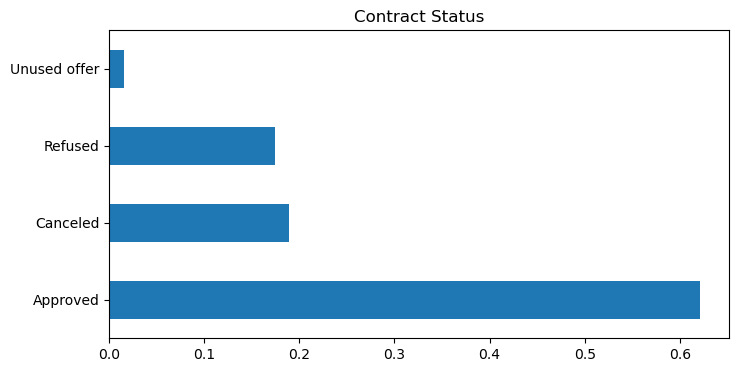 Contract Status
Unused offer
Refused
Canceled
Approved
0.0 0.1 0.2 0.3 0.4 0.5 0.6